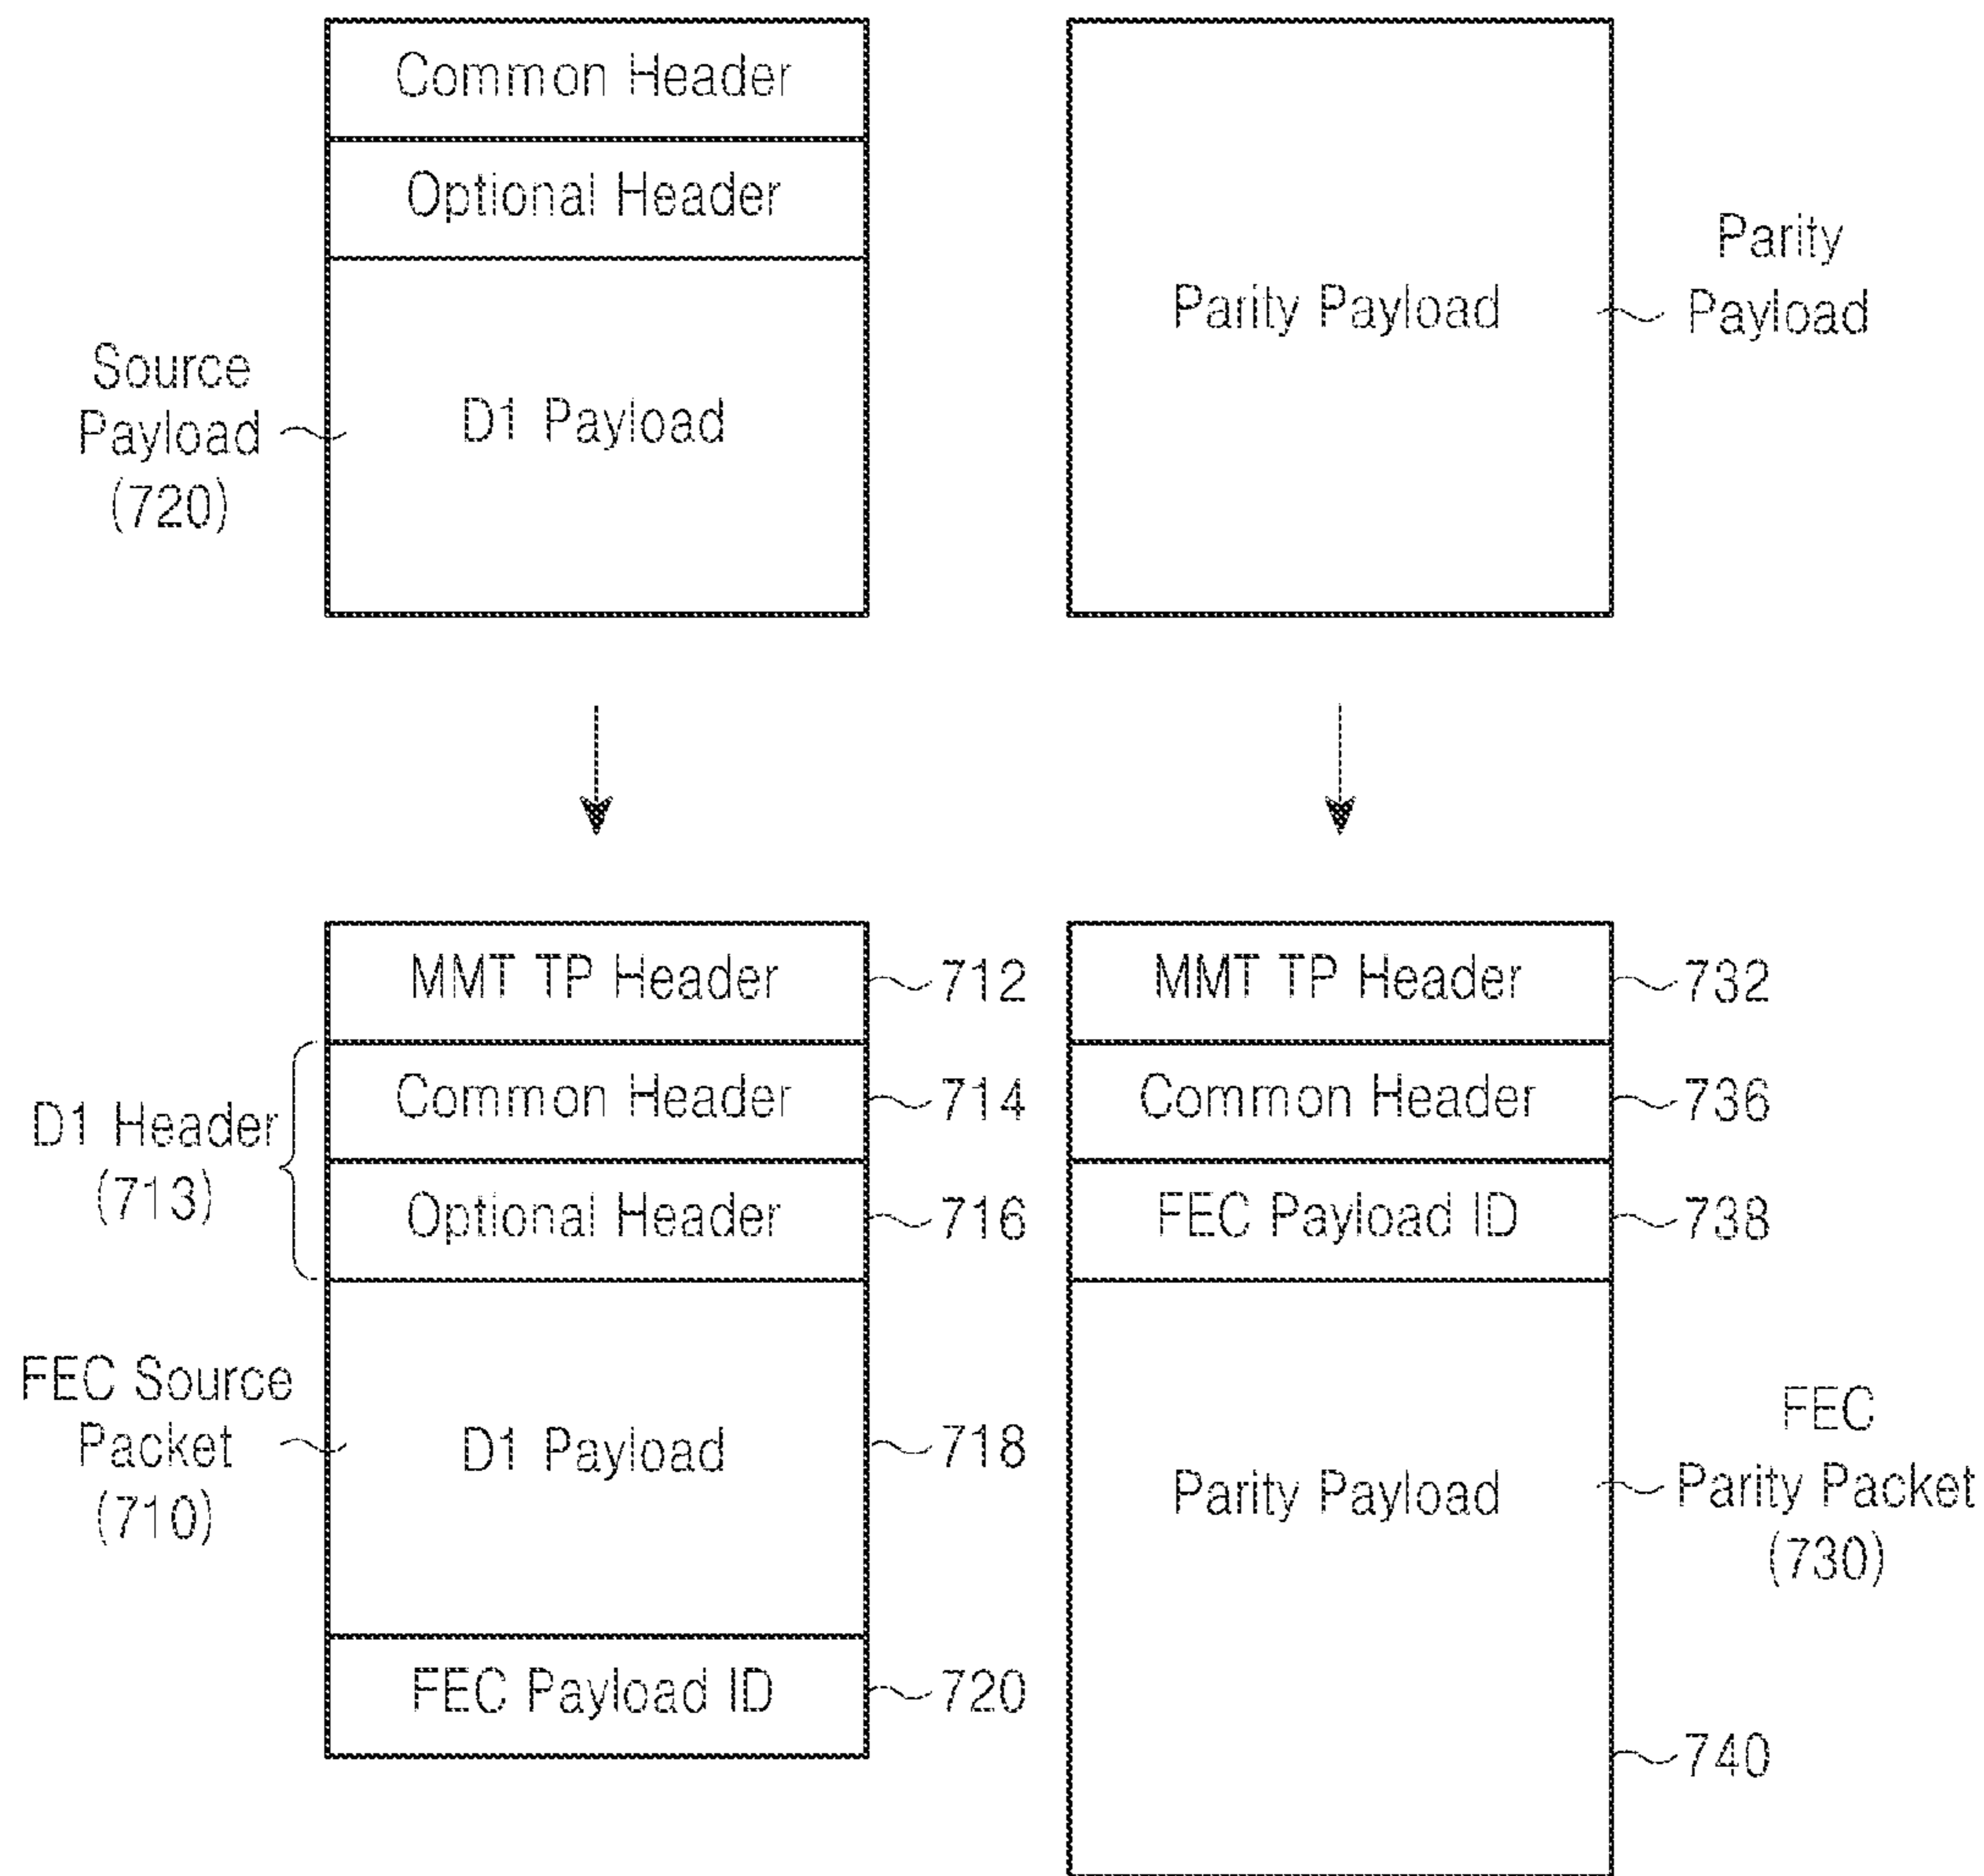 Common Header
Optional Header
D1 Payload
Source
Payload
(720)
Parity Payload
Parity
Payload
MMT TP Header
712
Common Header
714
Optional Header
716
D1 Header
(713)
D1 Payload
718
FEC Source
Packet
(710)
FEC Payload ID
720
MMT TP Header
732
Common Header
736
FEC Payload ID
738
Parity Payload
FEC
Parity Packet
(730)
740